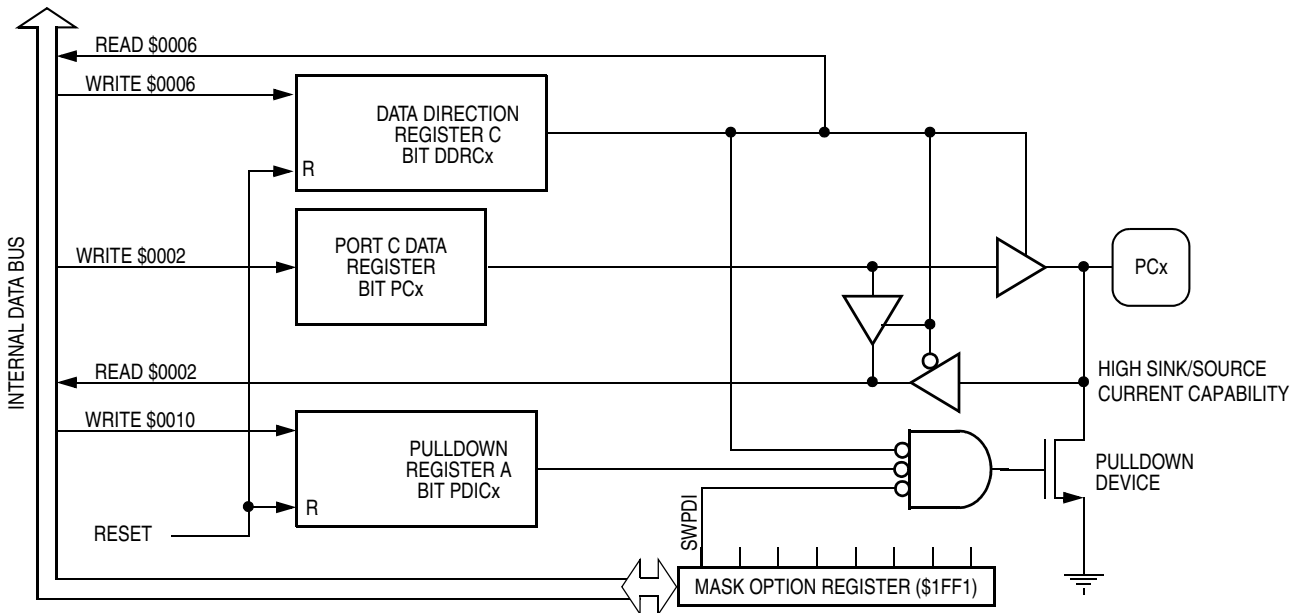 READ $0006
WRITE $0006
DATA DIRECTION
REGISTER C
BIT DDRCx
R
INTERNAL DATA BUS
WRITE $0002
PORT C DATA
REGISTER
BIT PCx
PCx
READ $0002
HIGH SINK/SOURCE
CURRENT CAPABILITY
WRITE $0010
PULLDOWN
REGISTER A
BIT PDICx
R
PULLDOWN
DEVICE
RESET
SWPDI
MASK OPTION REGISTER ($1FF1)